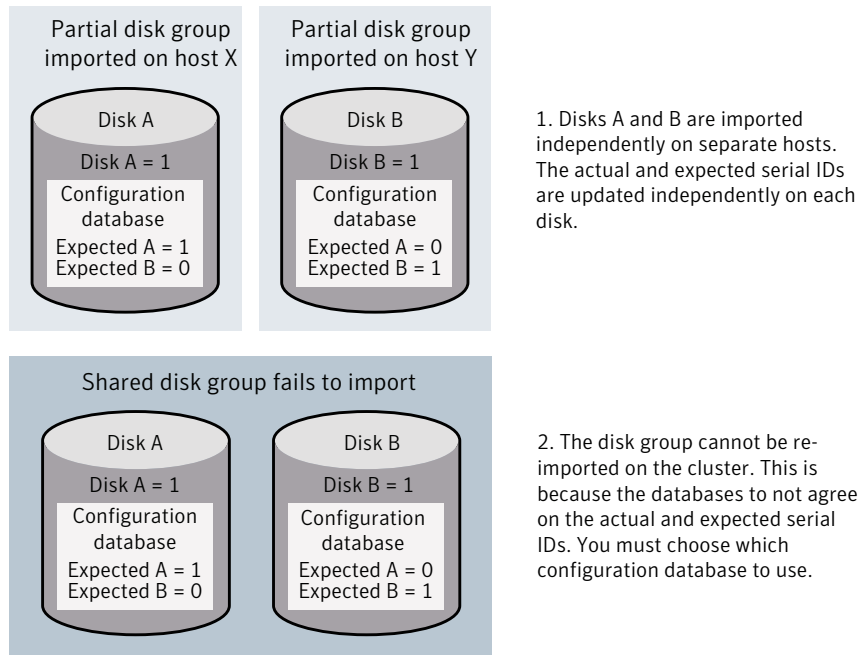 Partial disk group
imported on host X
Partial disk group
imported on host Y
Disk A
Disk A = 1
Configuration
database
Expected A = 1
Expected B = 0
Disk B
Disk B = 1
Configuration
database
Expected A = 0
Expected B = 1
1. Disks A and B are imported
independently on separate hosts.
The actual and expected serial IDs
are updated independently on each
disk.
Shared disk group fails to import
Disk A
Disk A = 1
Configuration
database
Expected A = 1
Expected B = 0
Disk B
Disk B = 1
Configuration
database
Expected A = 0
Expected B = 1
2. The disk group cannot be re-
imported on the cluster. This is
because the databases to not agree
on the actual and expected serial
IDs. You must choose which
configuration database to use.